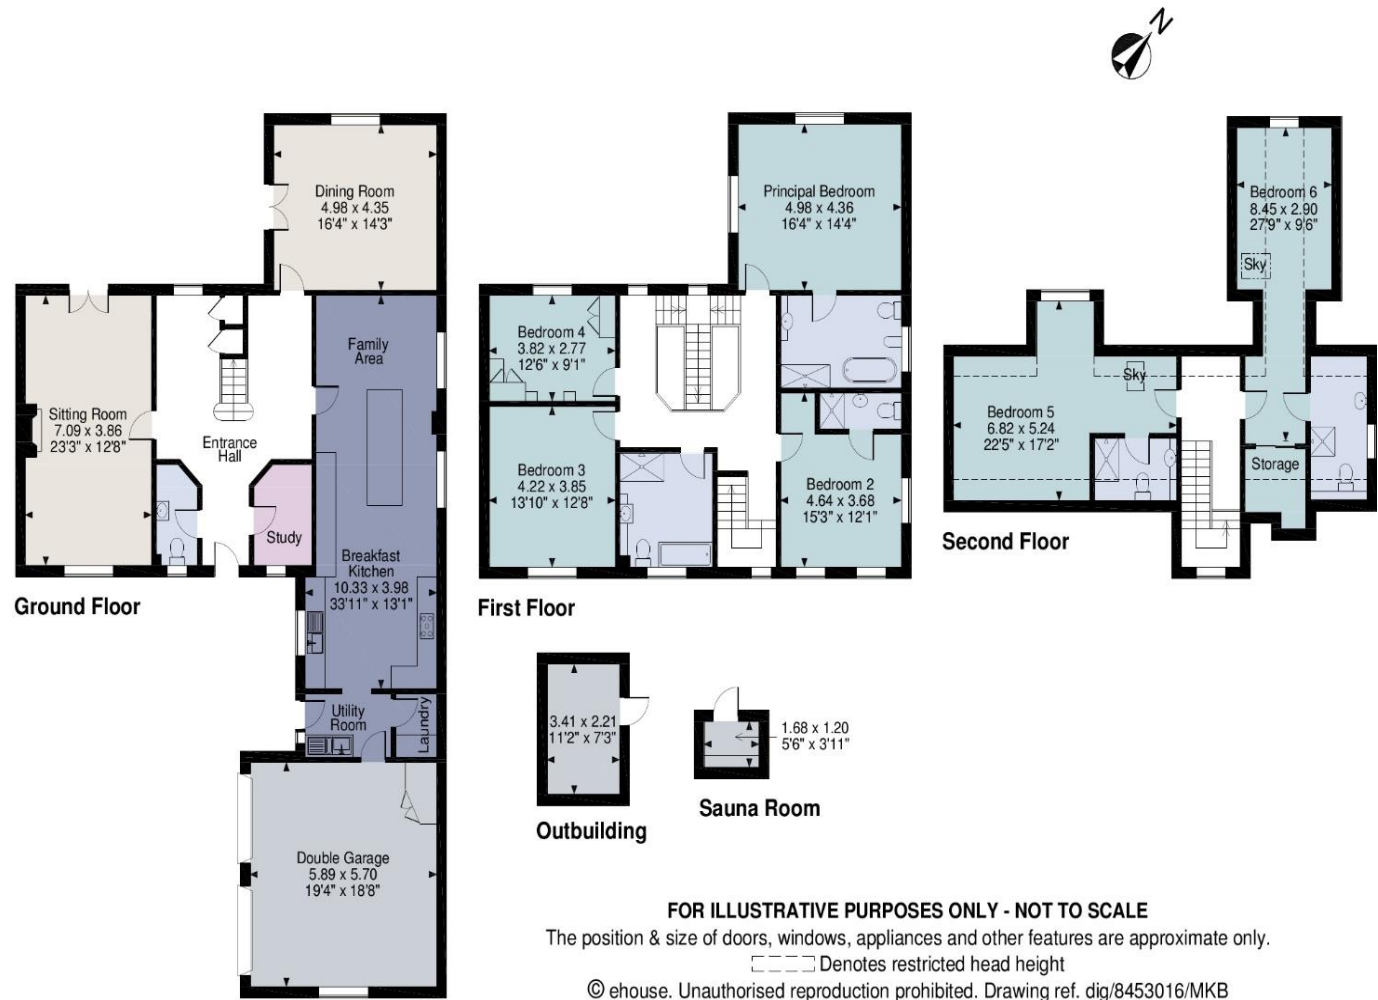 N
Dining Room
4.98 x 4.35
16'4" x 14'3"
Family
Area
Sitting Room
7.09 x 3.86
23'3" x 12'8"
Entrance
Hall
Study
Breakfast
Kitchen
10.33 x 3.98
33'11" x 13'1"
Utility
Room
Laundry
Double Garage
5.89 x 5.70
19'4" x 18'8"
Ground Floor
Principal Bedroom
4.98 x 4.36
16'4" x 14'4"
Bedroom 4
3.82 x 2.77
12'6" x 9'1"
Bedroom 3
4.22 x 3.85
13'10" x 12'8"
Bedroom 2
4.64 x 3.68
15'3" x 12'1"
First Floor
Bedroom 6
8.45 x 2.90
27'9" x 9'6"
Sky
Sky
Bedroom 5
6.82 x 5.24
22'5" x 17'2"
Storage
Second Floor
3.41 x 2.21
11'2" x 7'3"
Outbuilding
1.68 x 1.20
5'6" x 3'11"
Sauna Room
FOR ILLUSTRATIVE PURPOSES ONLY - NOT TO SCALE
The position & size of doors, windows, appliances and other features are approximate only.
Denotes restricted head height
© ehouse. Unauthorised reproduction prohibited. Drawing ref. dig/8453016/MKB